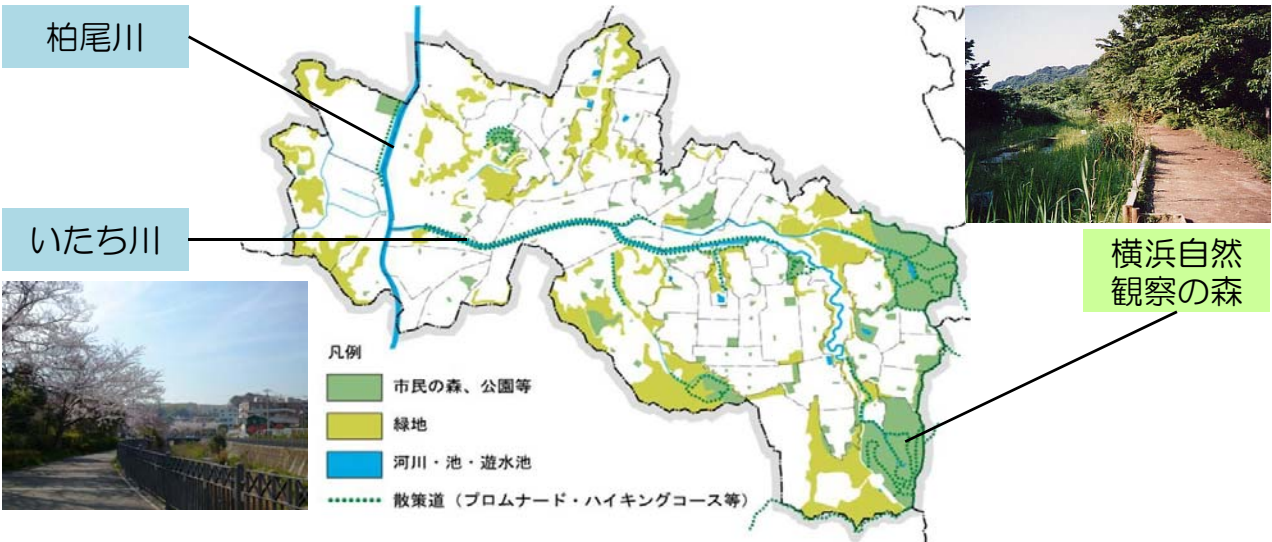 柏尾川
いたち川
横浜自然
観察の森
凡例
市民の森、公園等
緑地
河川・池・遊水池
散策道(プロムナード・ハイキングコース等)